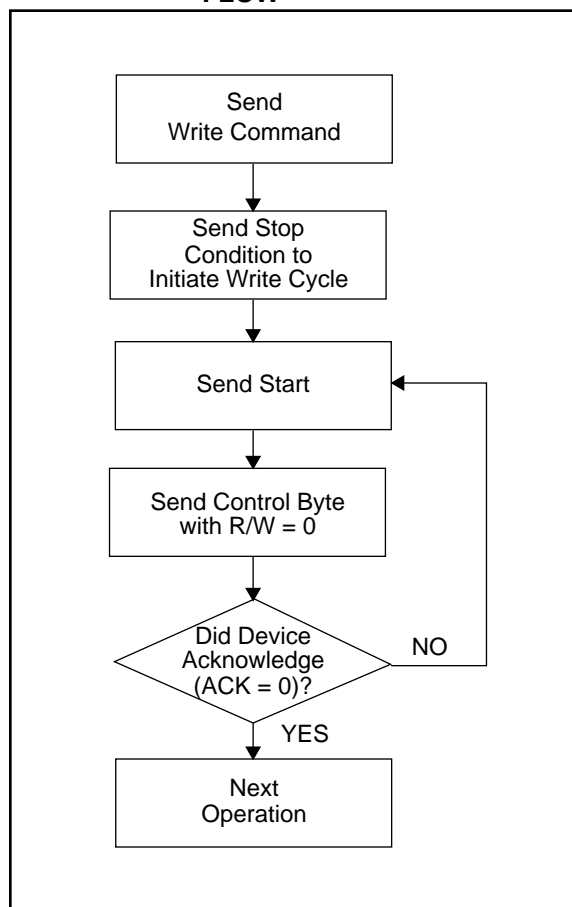 FLOW
Send
Write Command
Send Stop
Condition to
Initiate Write Cycle
Send Start
Send Control Byte
with R/W = 0
Did Device
Acknowledge
(ACK = 0)?
NO
YES
Next
Operation